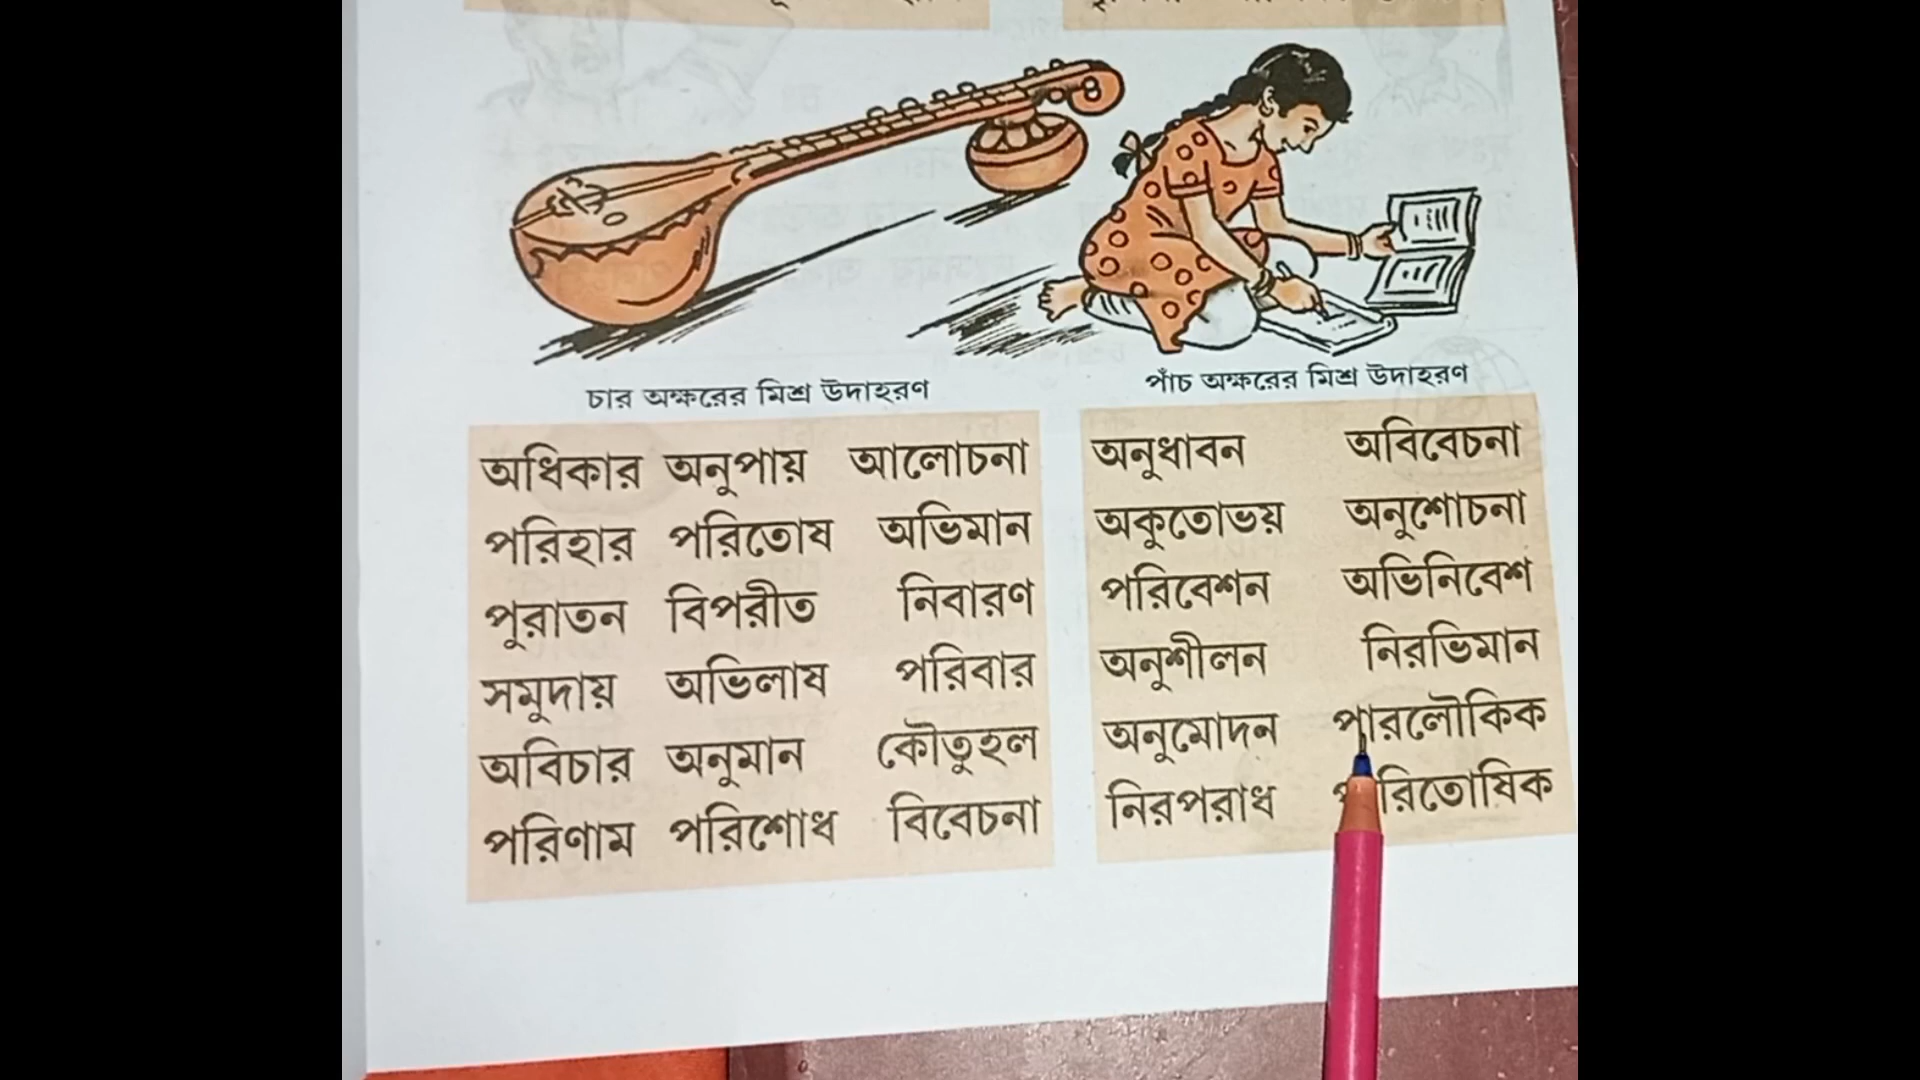 চার অক্ষরের মিশ্র উদাহরণ
অধিকার অনুপায় আলোচনা
পরিহার পরিতোষ অভিমান
পুরাতন বিপরীত নিবারণ
সমুদায় অভিলাষ পরিবার
অবিচার অনুমান কৌতুহল
পরিণাম পরিশোধ বিবেচনা
পাঁচ অক্ষরের মিশ্র উদাহরণ
অনুধাবন অবিবেচনা
অকুতোভয় অনুশোচনা
পরিবেশন অভিনিবেশ
অনুশীলন নিরভিমান
অনুমোদন পারলৌকিক
নিরপরাধ